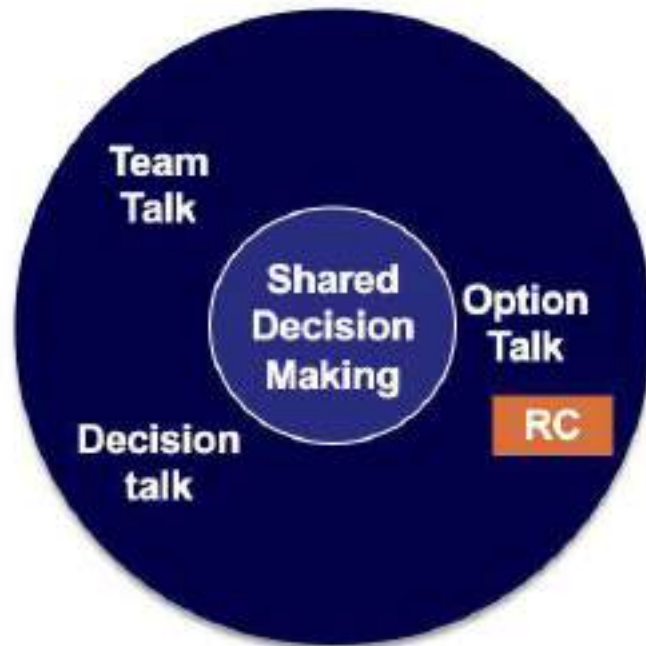 Team
Talk
Shared
Decision
Making
Option
Talk
RC
Decision
talk